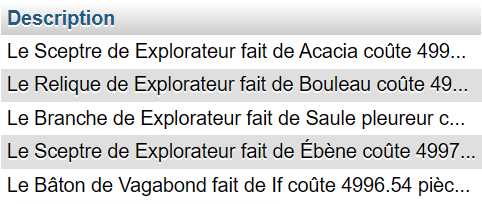 Description
Le Sceptre de Explorateur fait de Acacia coûte 499...
Le Relique de Explorateur fait de Bouleau coûte 49...
Le Branche de Explorateur fait de Saule pleureur c...
Le Sceptre de Explorateur fait de Ébène coûte 4997...
Le Bâton de Vagabond fait de If coûte 4996.54 pièc...